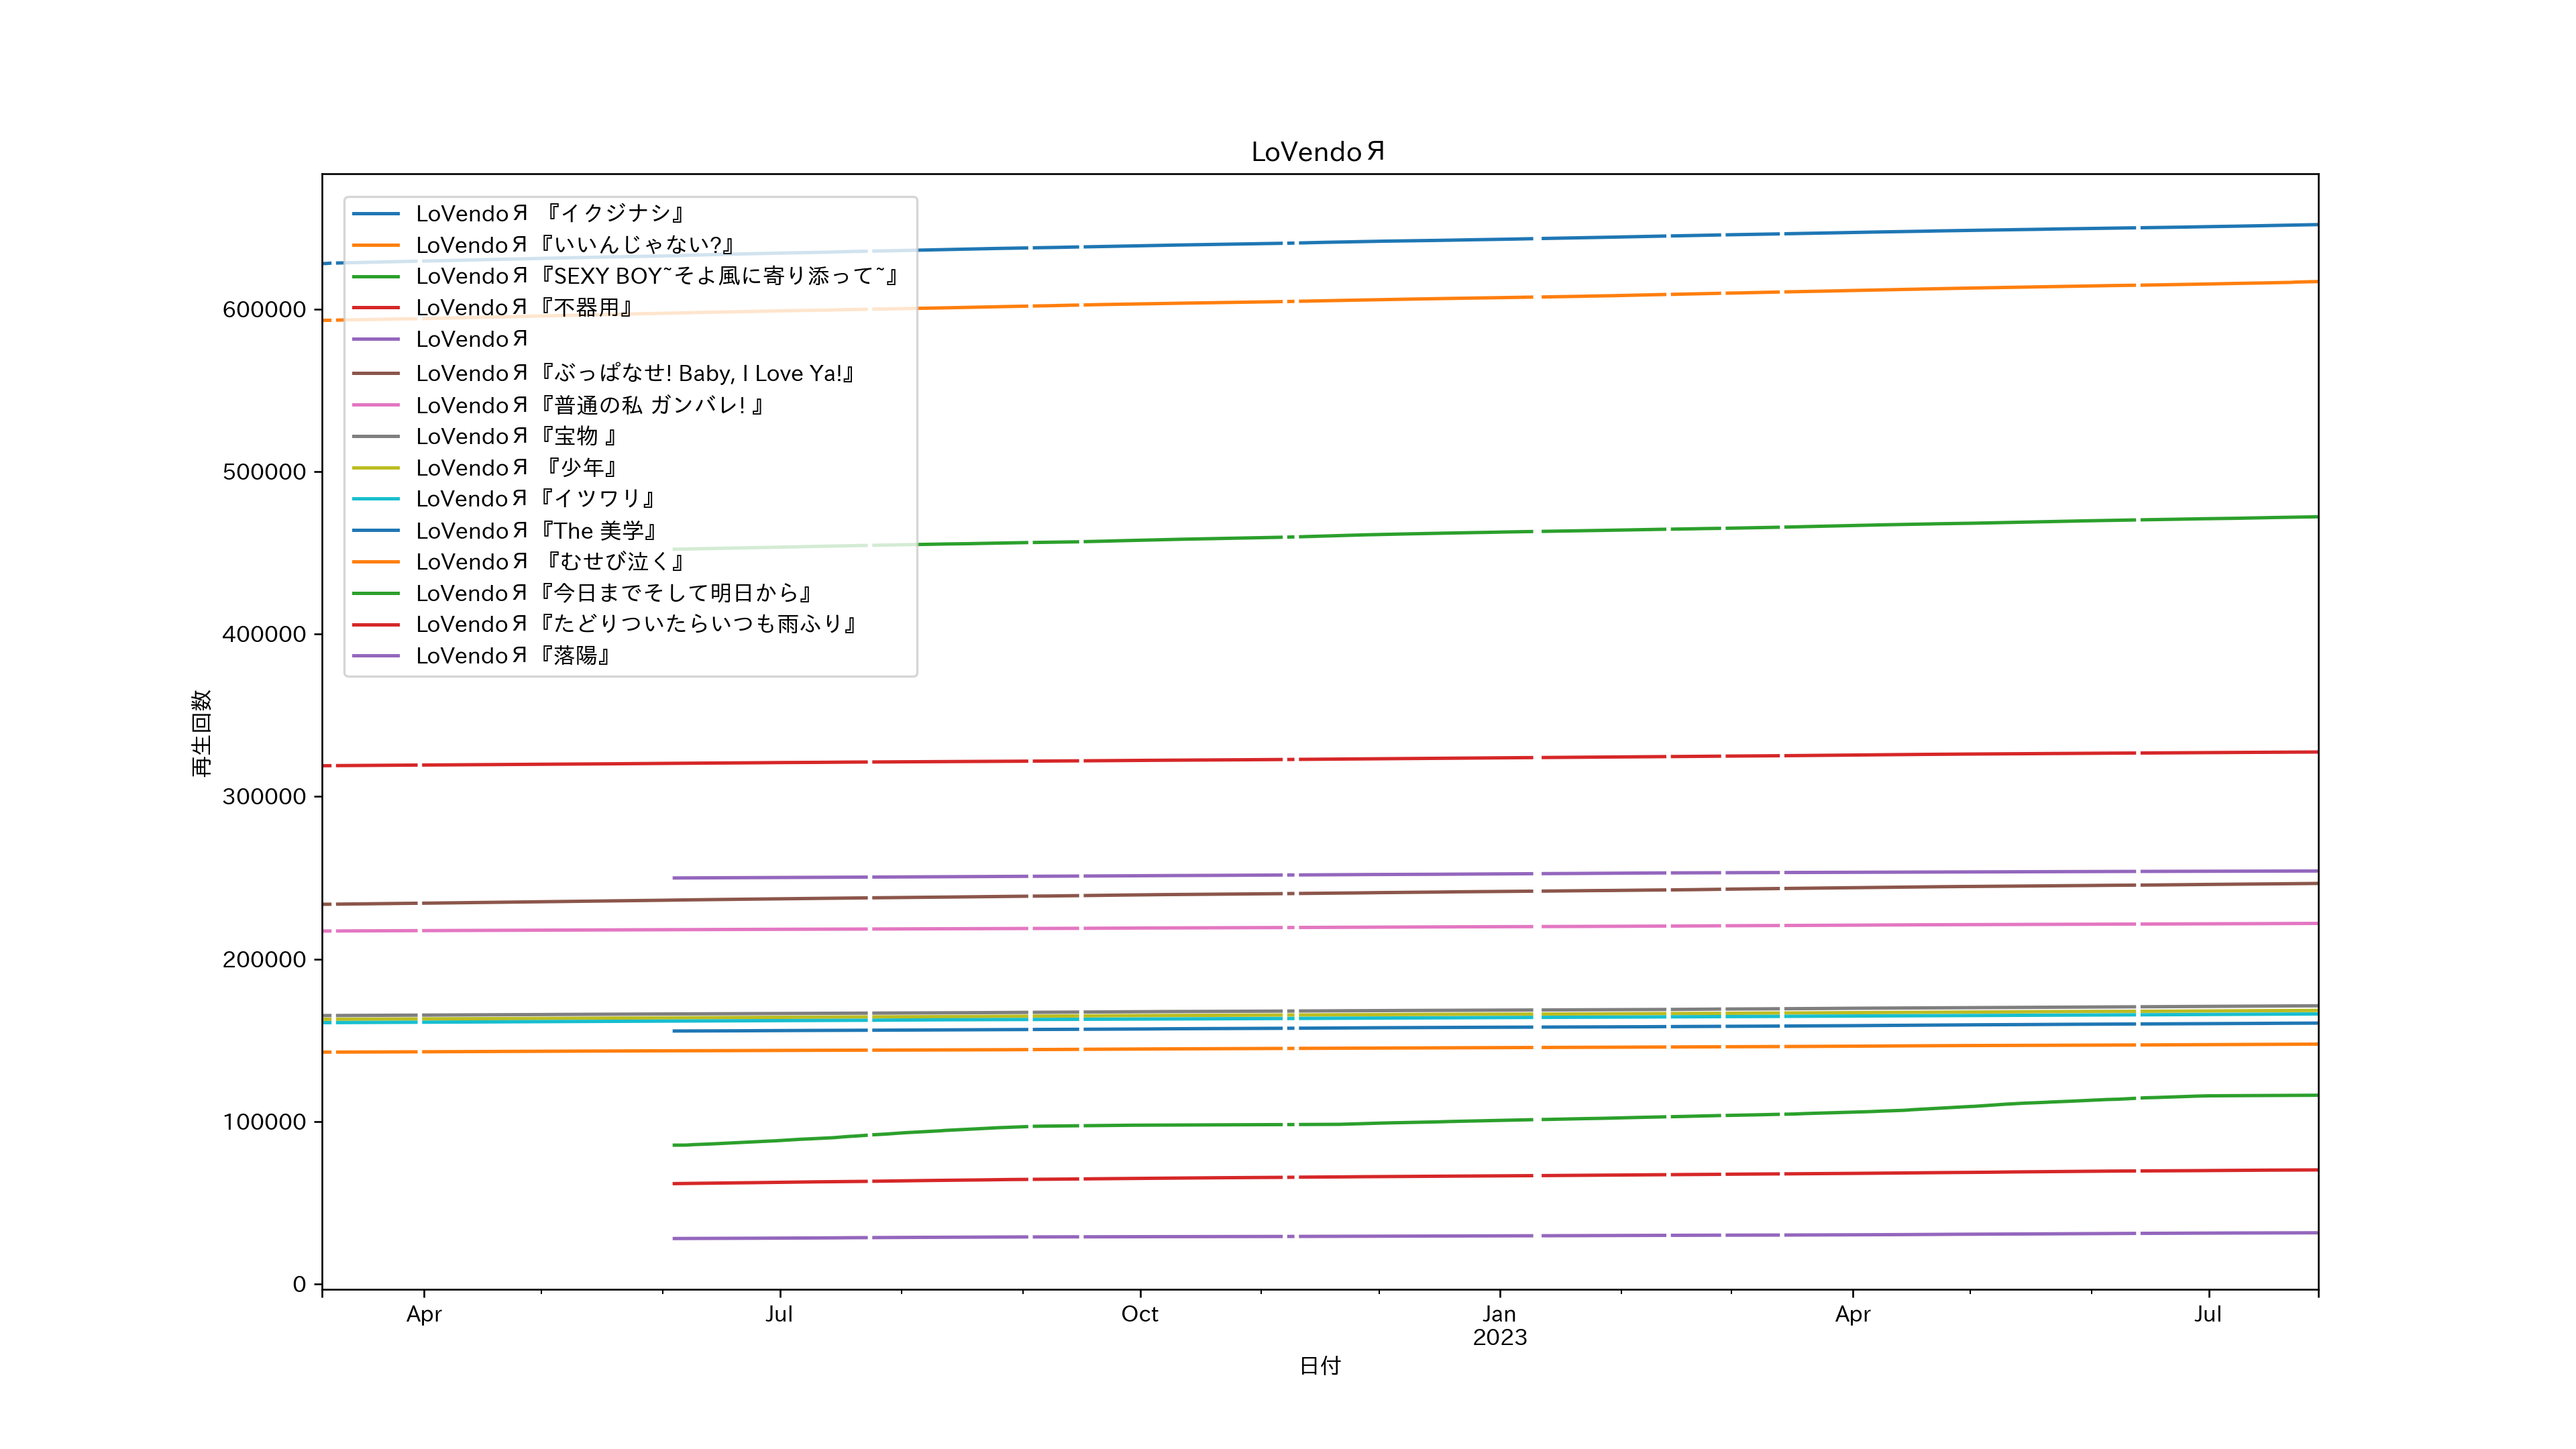 LoVendoЯ
LoVendoЯ 『イクジナシ』
LoVendoЯ『いいんじゃない?』
LoVendoЯ『SEXY BOY~そよ風に寄り添って~』
LoVendoЯ『不器用』
LoVendoЯ
LoVendoЯ『ぶっぱなせ! Baby, I Love Ya!』
LoVendoЯ『普通の私 ガンバレ! 』
LoVendoЯ『宝物 』
LoVendoЯ 『少年』
LoVendoЯ『イツワリ』
LoVendoЯ『The 美学』
LoVendoЯ 『むせび泣く』
LoVendoЯ『今日までそして明日から』
LoVendoЯ『たどりついたらいつも雨ふり』
LoVendoЯ『落陽』
600000
500000
400000
300000
200000
100000
0
再生回数
Apr
Jul
Oct
Jan
2023
Apr
Jul
日付